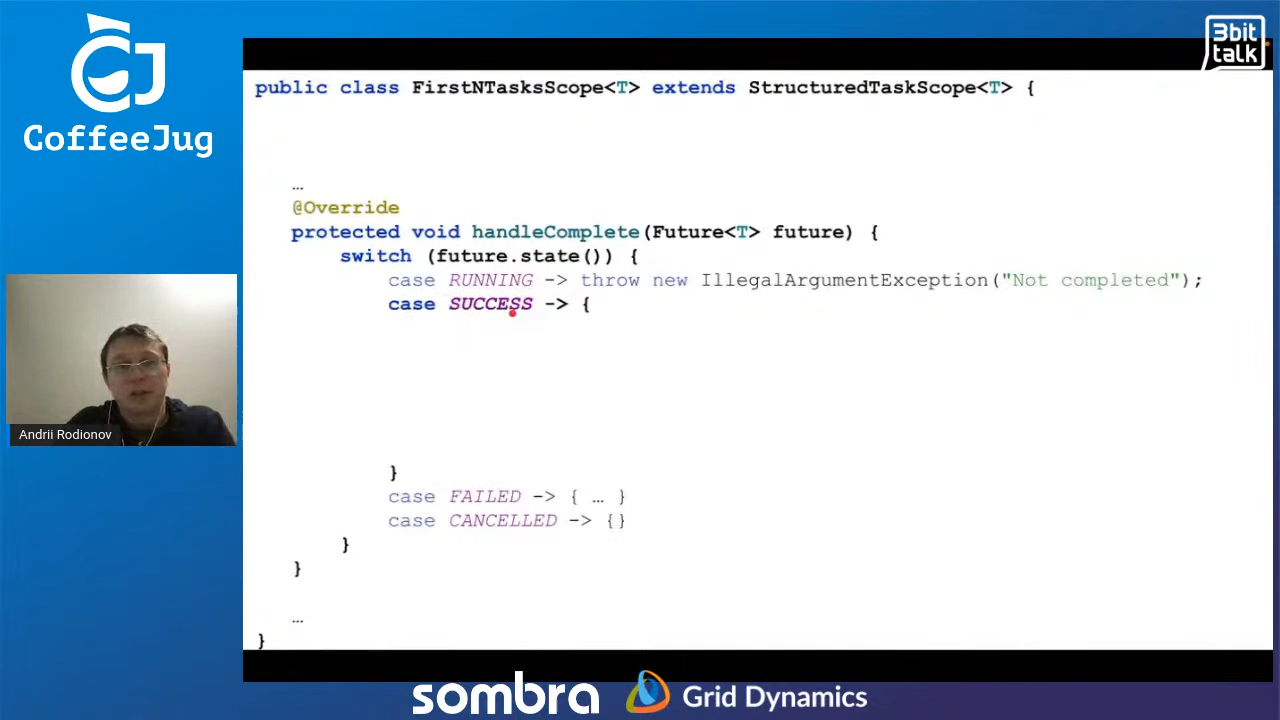 CJ
CoffeeJug
3bit
talk
public class FirstNTasksScope<T> extends StructuredTaskScope<T> {
…
@Override
protected void handleComplete(Future<T> future) {
switch (future.state()) {
case RUNNING -> throw new IllegalArgumentException("Not completed");
case SUCCESS -> {
}
case FAILED -> { … }
case CANCELLED -> {}
}
}
…
}
Andrii Rodionov
sombra
Grid Dynamics